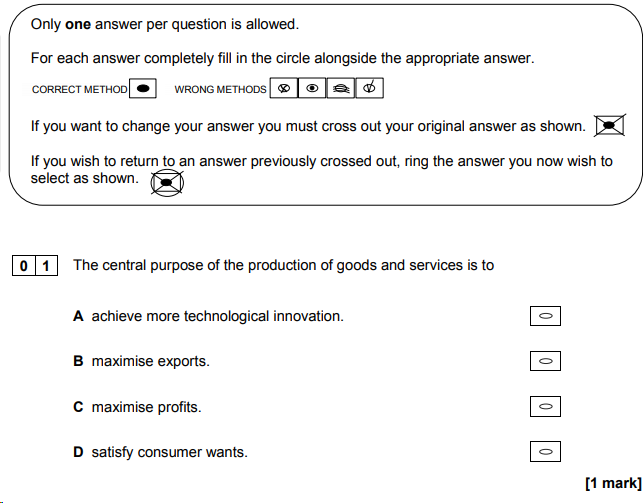 Only one answer per question is allowed.
For each answer completely fill in the circle alongside the appropriate answer.
CORRECT METHOD WRONG METHODS
If you want to change your answer you must cross out your original answer as shown.
If you wish to return to an answer previously crossed out, ring the answer you now wish to
select as shown.
0 1 The central purpose of the production of goods and services is to
A achieve more technological innovation.
B maximise exports.
C maximise profits.
D satisfy consumer wants.
[1 mark]